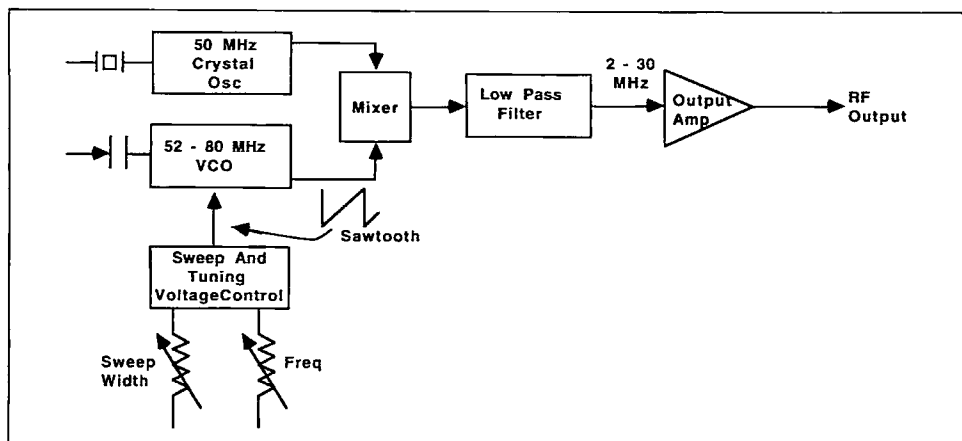 50 MHz
Crystal
Osc
52 - 80 MHz
VCO
Mixer
Low Pass
Filter
2 - 30
MHz
Output
Amp
RF
Output
Sawtooth
Sweep And
Tuning
VoltageControl
Sweep
Width
Freq